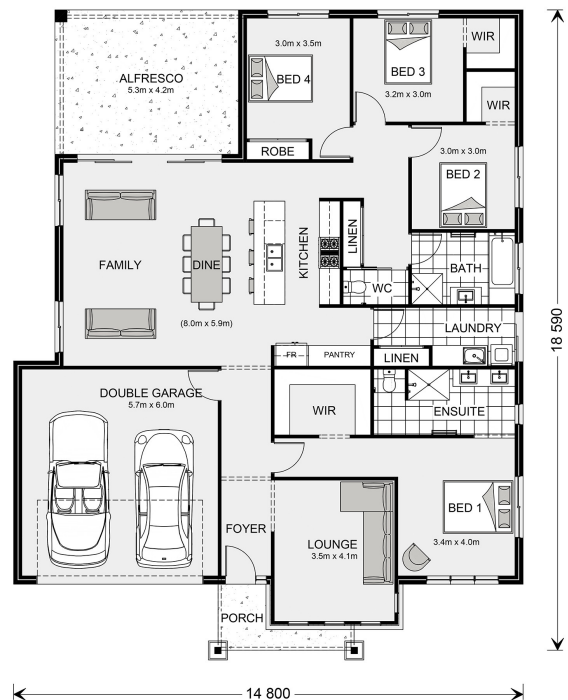 ALFRESCO
5.3m x 4.2m
3.0m x 3.5m
BED 4
ROBE
BED 3
3.2m x 3.0m
WIR
WIR
3.0m x 3.0m
BED 2
FAMILY
DINE
(8.0m x 5.9m)
KITCHEN
LINEN
WC
BATH
LAUNDRY
FR
PANTRY
LINEN
DOUBLE GARAGE
5.7m x 6.0m
WIR
ENSUITE
BED 1
3.4m x 4.0m
FOYER
LOUNGE
3.5m x 4.1m
PORCH
14 800
18 590